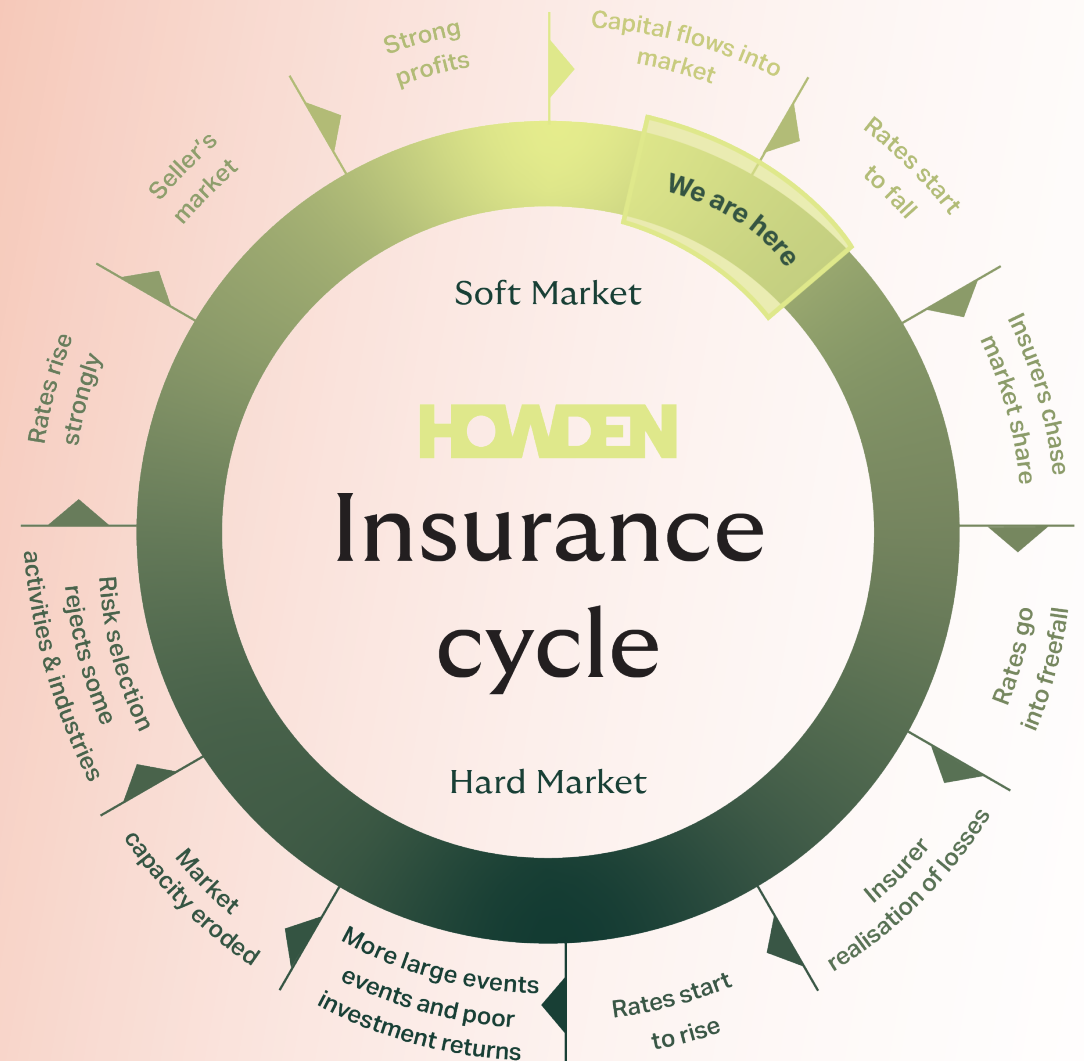 Capital flows into
market
Rates start
to fall
Insurers chase
market share
Rates go
into freefall
Insurer
realisation of losses
Rates start
to rise
More large events
events and poor
investment returns
Market
capacity eroded
Risk selection
rejects some
activities & industries
Rates rise
strongly
Seller's
market
Strong
profits
We are here
Soft Market
HOWDEN
Insurance
cycle
Hard Market